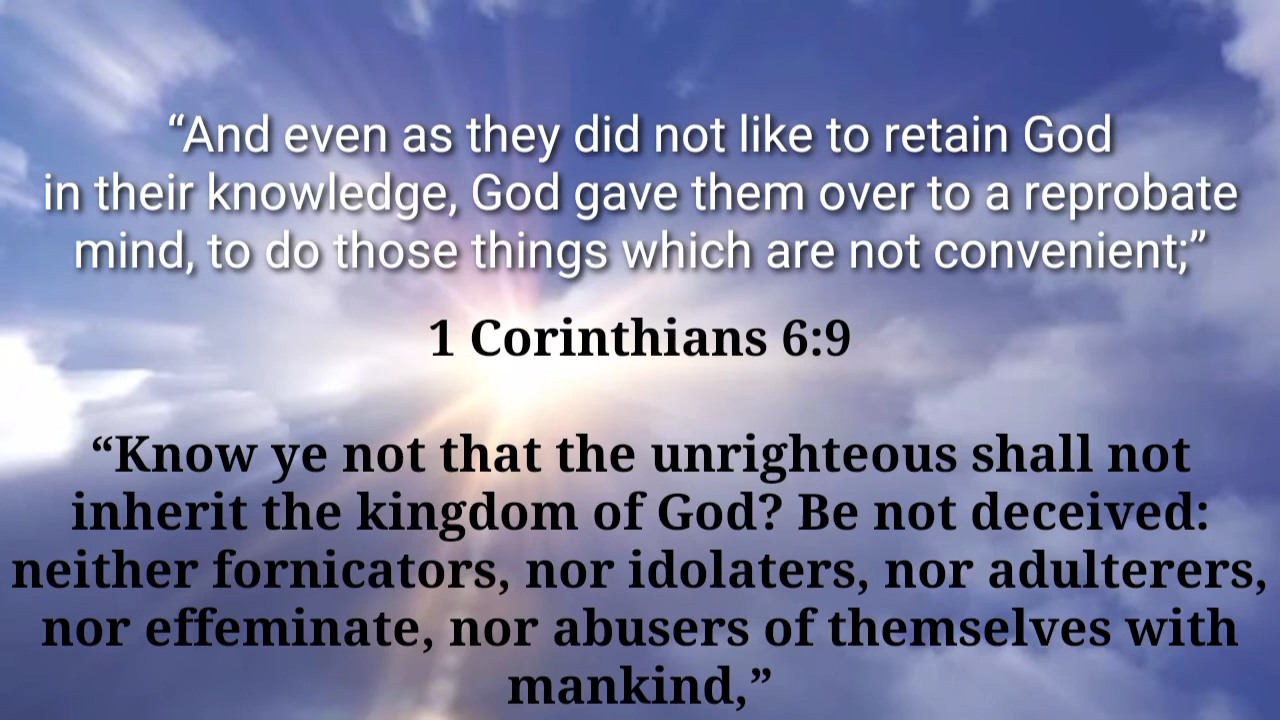 “And even as they did not like to retain God
in their knowledge, God gave them over to a reprobate
mind, to do those things which are not convenient;”
1 Corinthians 6:9
“Know ye not that the unrighteous shall not
inherit the kingdom of God? Be not deceived:
neither fornicators, nor idolaters, nor adulterers,
nor effeminate, nor abusers of themselves with
mankind,”